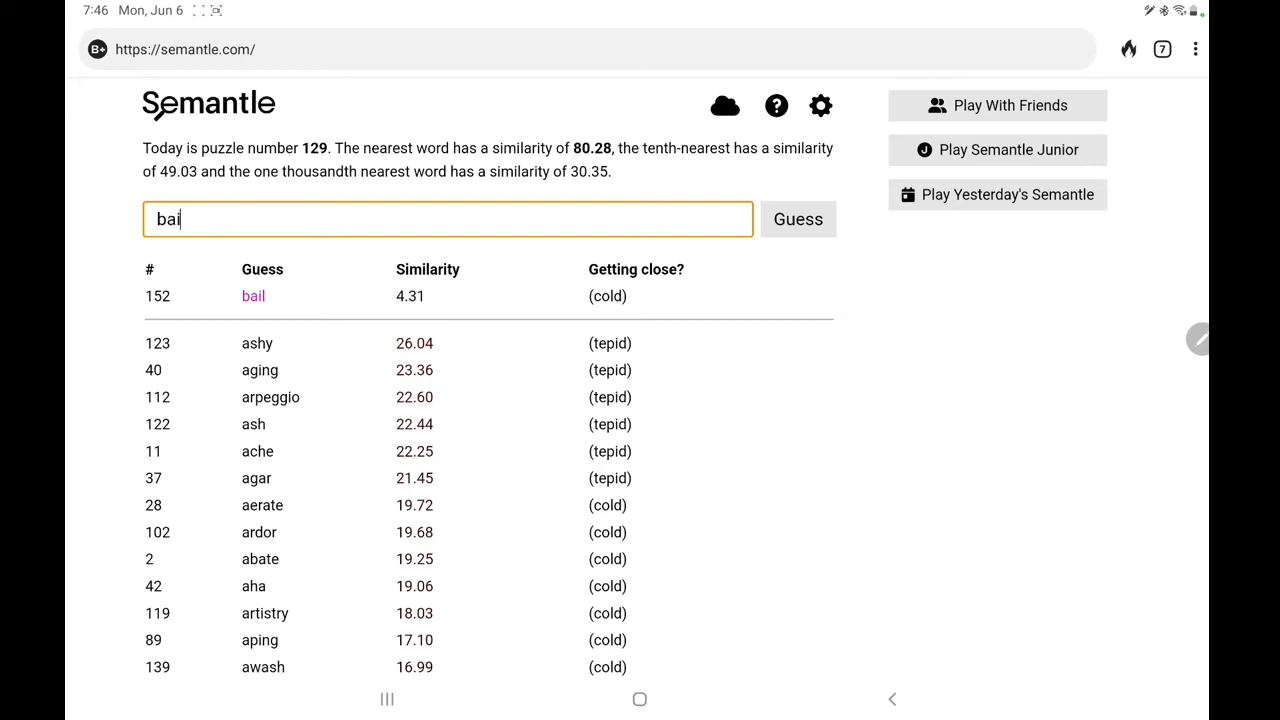 7:46 Mon, Jun 6
B+ https://semantle.com/ 7
Semantle
Play With Friends
Today is puzzle number 129. The nearest word has a similarity of 80.28, the tenth-nearest has a similarity
of 49.03 and the one thousandth nearest word has a similarity of 30.35.
J Play Semantle Junior
Play Yesterday's Semantle
bai Guess
# Guess Similarity Getting close?
152 bail 4.31 (cold)
123 ashy 26.04 (tepid)
40 aging 23.36 (tepid)
112 arpeggio 22.60 (tepid)
122 ash 22.44 (tepid)
11 ache 22.25 (tepid)
37 agar 21.45 (tepid)
28 aerate 19.72 (cold)
102 ardor 19.68 (cold)
2 abate 19.25 (cold)
42 aha 19.06 (cold)
119 artistry 18.03 (cold)
89 aping 17.10 (cold)
139 awash 16.99 (cold)